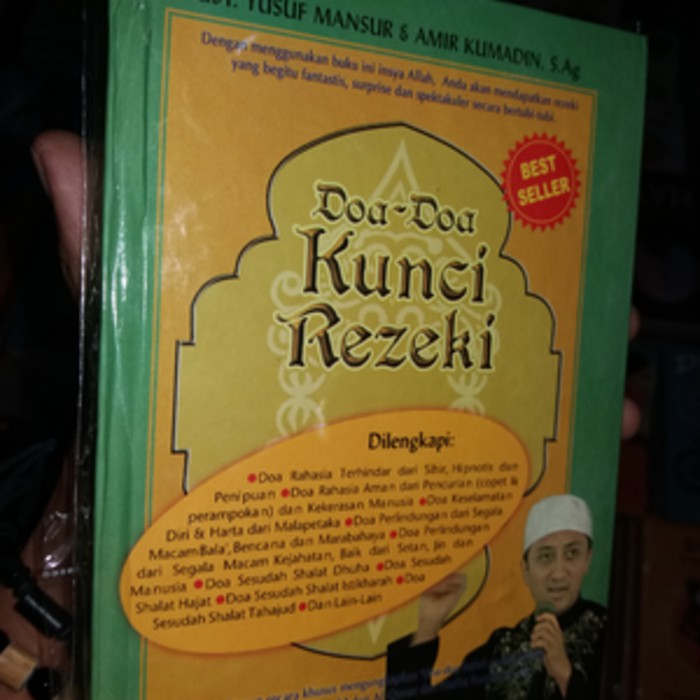 YUSUF MANSUR & AMIR KUMADIN, S.Ag
Dengan menggunakan buku ini insya Allah, Anda akan mendapatkan rezeki
yang begitu fantastis, surprise dan spektakuler secara bertubi-tubi.
BEST
SELLER
Doa-Doa
Kunci
Rezeki
Dilengkapi:
•Doa Rahasia Terhindar dari Sihir, Hipnotis dan
Penipuan •Doa Rahasia Aman dari Pencurian (copet &
perampokan) dan Kekerasan Manusia •Doa Keselamatan
Diri & Harta dari Malapetaka •Doa Perlindungan dari Segala
Macam Bala', Bencana dan Marabahaya •Doa Perlindungan
dari Segala Macam Kejahatan, Baik dari Setan, Jin dan
Manusia •Doa Sesudah Shalat Dhuha •Doa Sesudah
Shalat Hajat •Doa Sesudah Shalat Istikharah •Doa
Sesudah Shalat Tahajud •Dan Lain-Lain
secara khusus